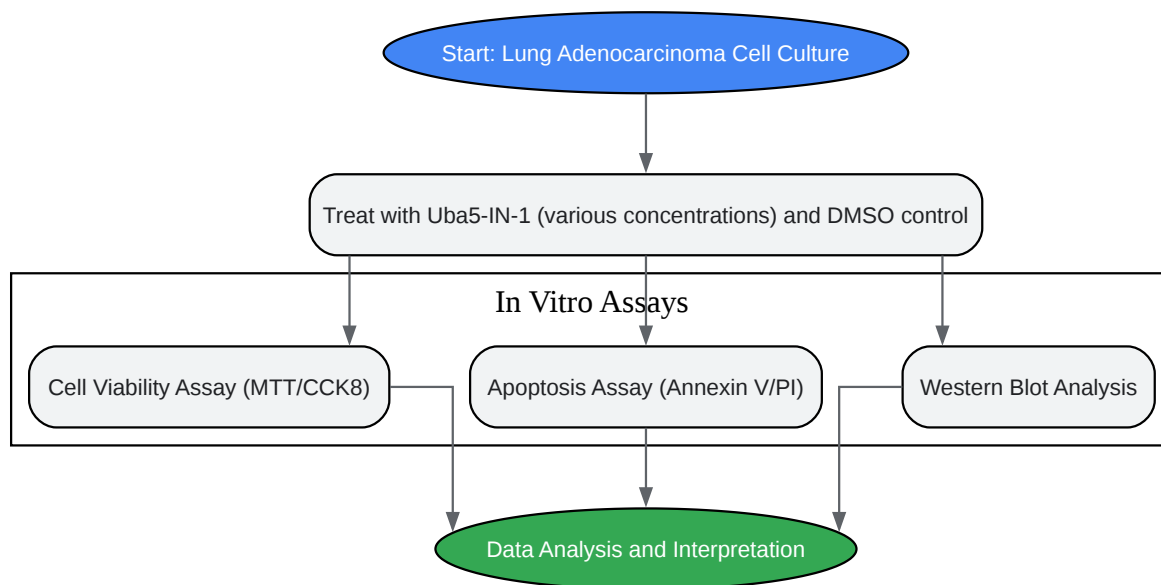 Start: Lung Adenocarcinoma Cell Culture
Treat with Uba5-IN-1 (various concentrations) and DMSO control
In Vitro Assays
Cell Viability Assay (MTT/CCK8)
Apoptosis Assay (Annexin V/PI)
Western Blot Analysis
Data Analysis and Interpretation